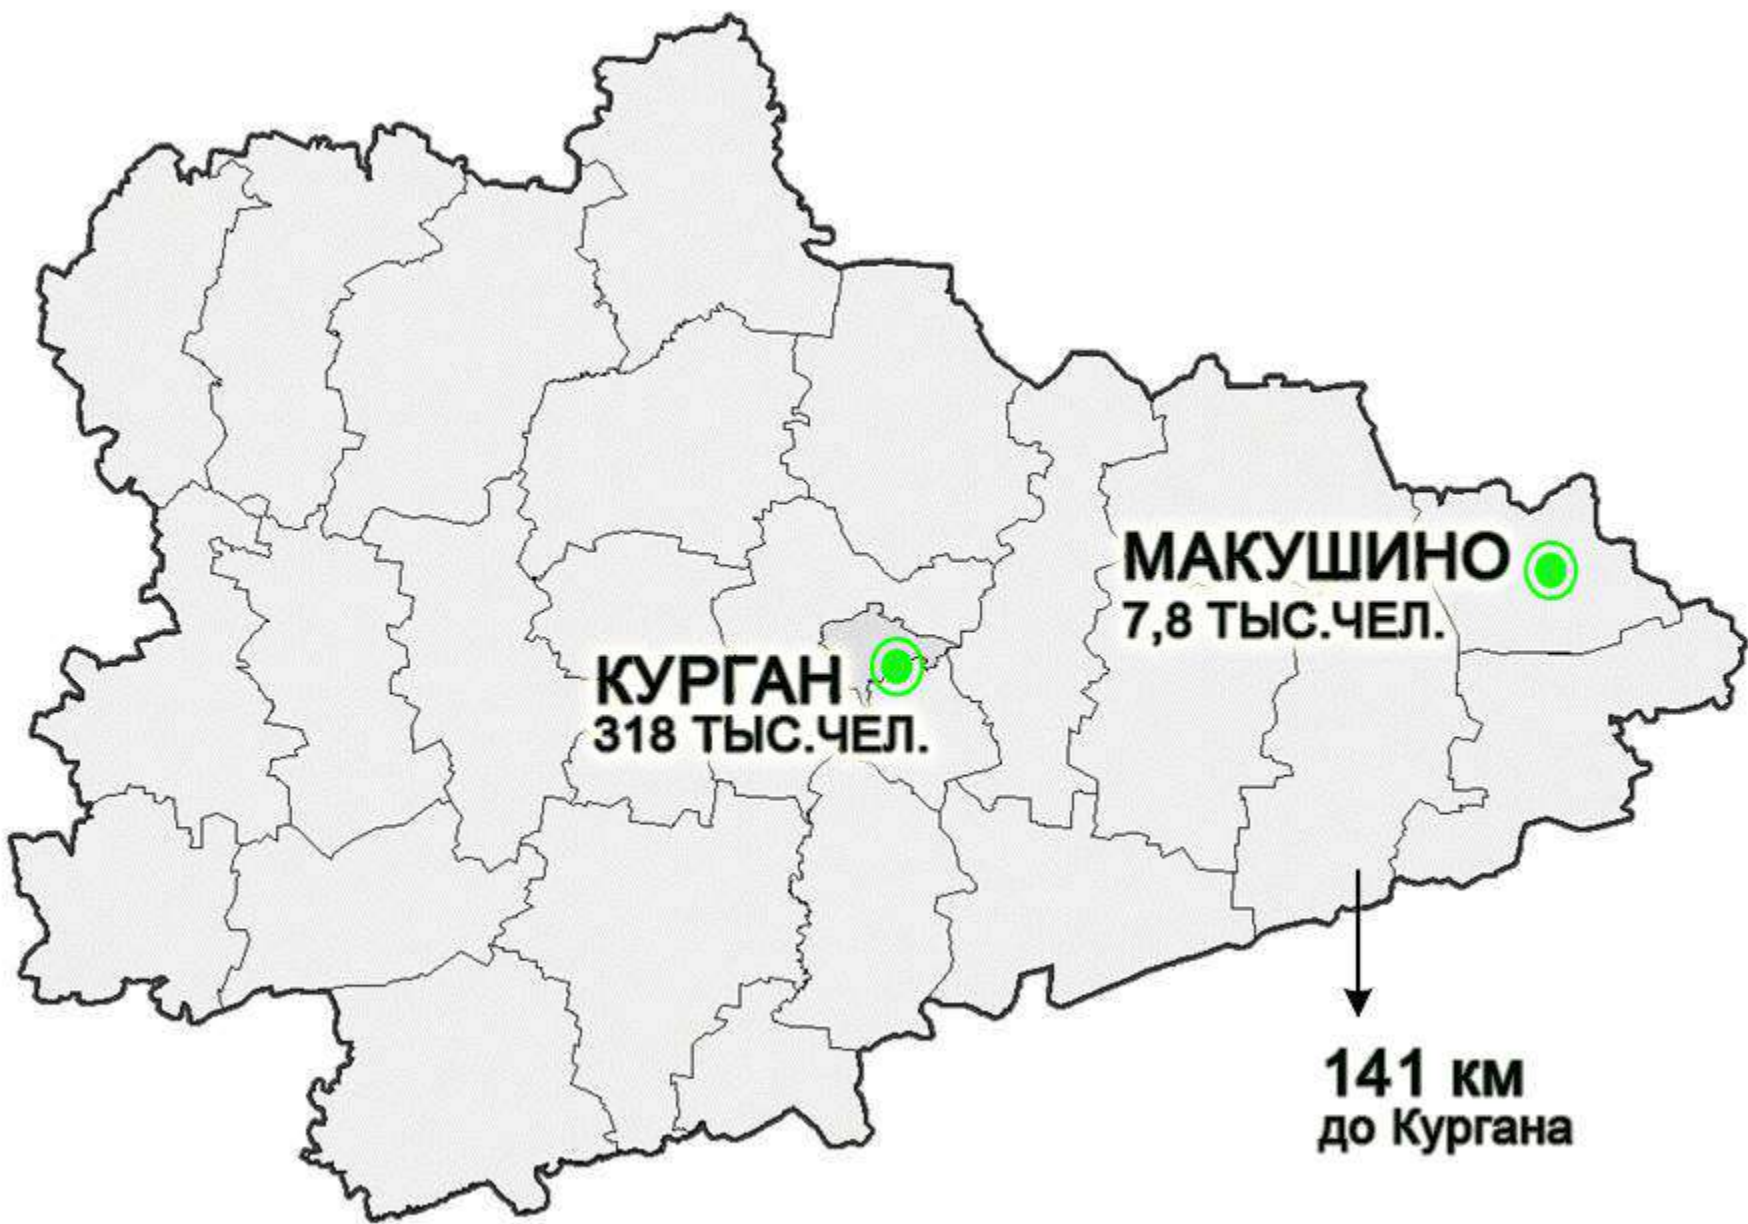 МАКУШИНО
7,8 ТЫС.ЧЕЛ.
КУРГАН
318 ТЫС.ЧЕЛ.
141 км
до Кургана